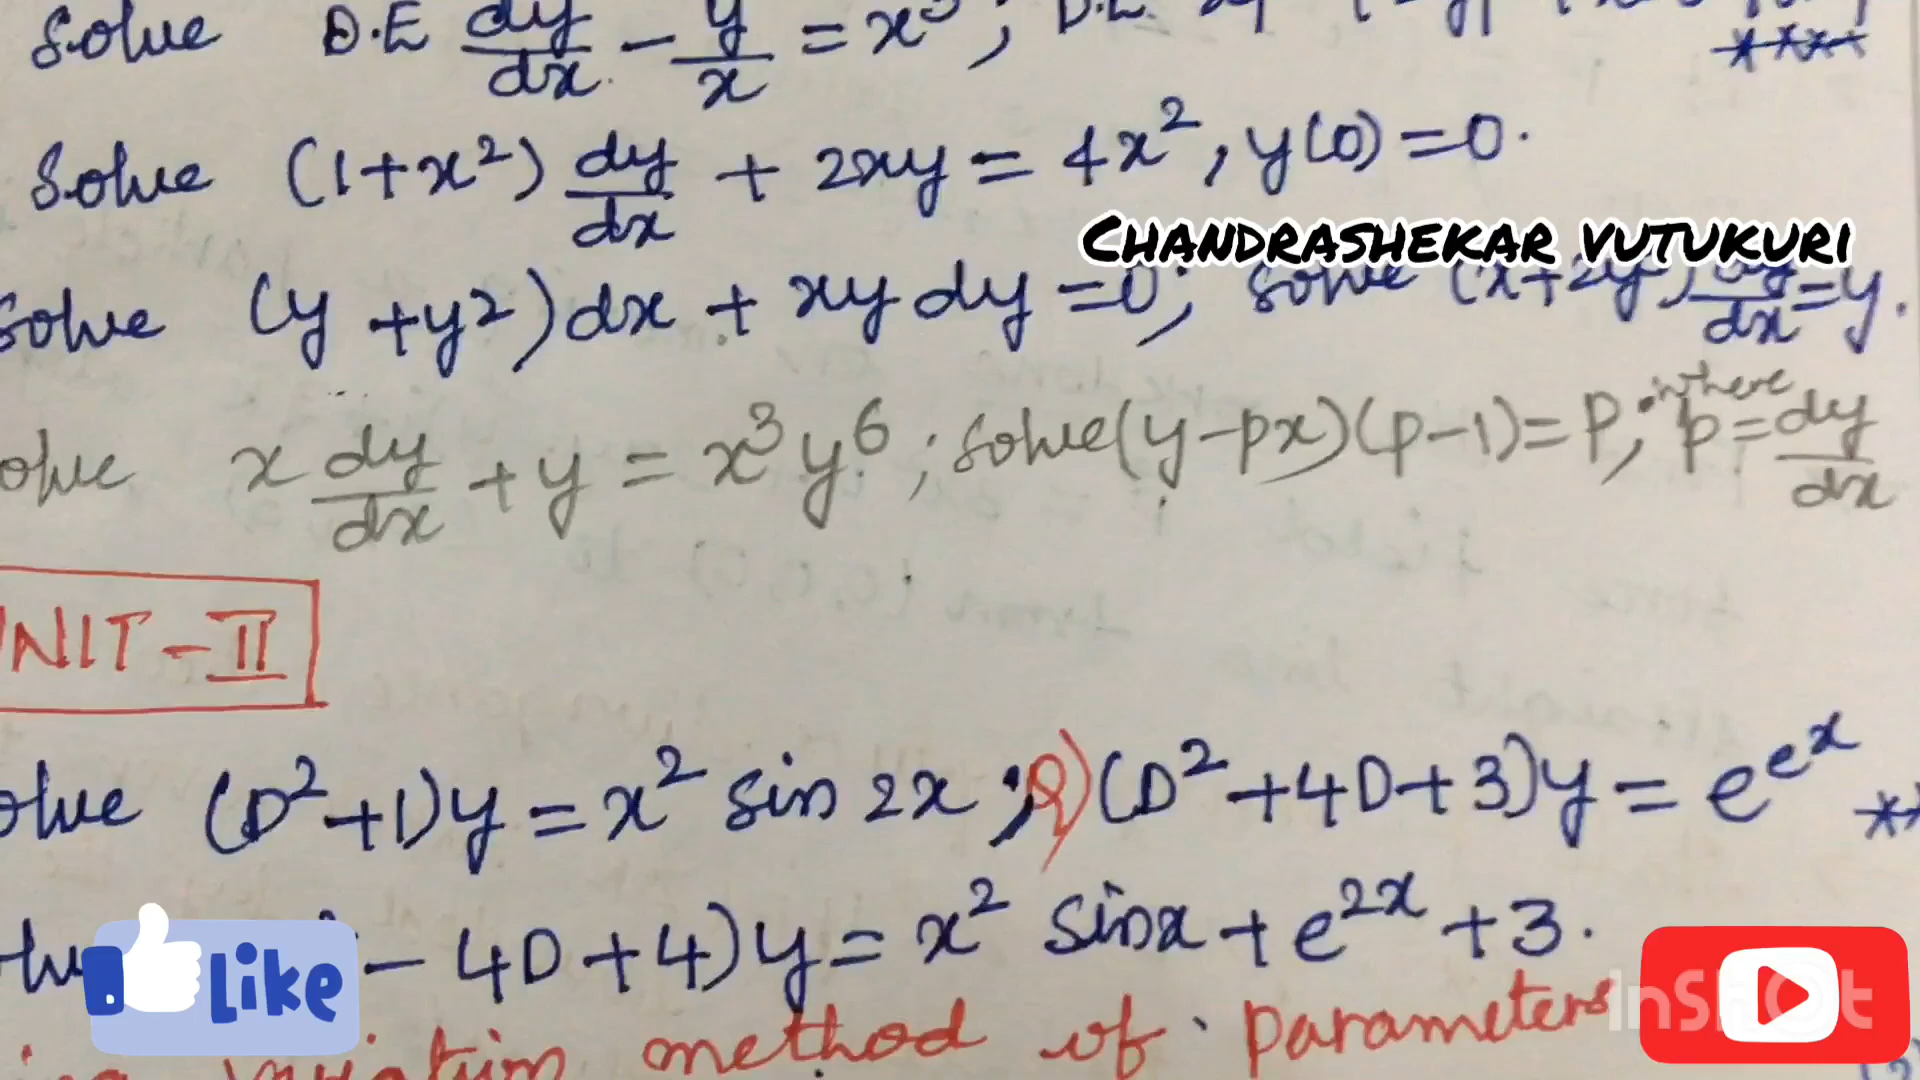 Solve D.E dy/dx - y/x = x³ ; D.E
****
Solve (1+x²) dy/dx + 2xy = 4x², y(0) = 0.
CHANDRASHEKAR VUTUKURI
Solve (y+y²)dx + xy dy = 0; Solve (x+2y ) dy/dx = y.
olve x dy/dx + y = x³y⁶ ; solve (y-px)(p-1) = P, where p = dy/dx
UNIT-II
olve (D²+1)y = x² sin 2x ; Q) (D²+4D+3)y = e^e^x **
- 4D+4)y = x² sinx + e^2x + 3.
like
InShOt
variation method of parameters